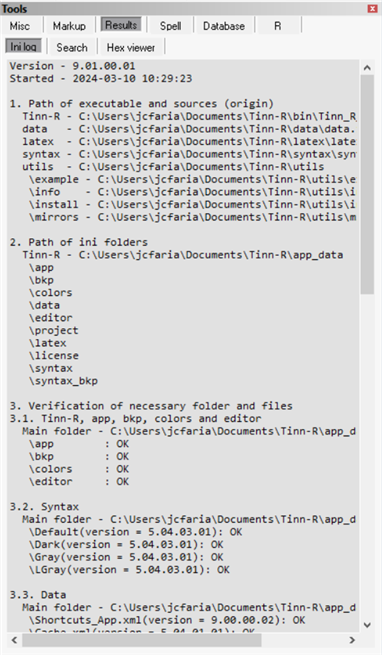 Tools
Misc Markup Results Spell Database R
Ini log Search Hex viewer
Version - 9.01.00.01
Started - 2024-03-10 10:29:23
1. Path of executable and sources (origin)
Tinn-R - C:\Users\jcfaria\Documents\Tinn-R\bin\Tinn_R
data - C:\Users\jcfaria\Documents\Tinn-R\data\data.
latex - C:\Users\jcfaria\Documents\Tinn-R\latex\late
syntax - C:\Users\jcfaria\Documents\Tinn-R\syntax\syn
utils - C:\Users\jcfaria\Documents\Tinn-R\utils
\example - C:\Users\jcfaria\Documents\Tinn-R\utils\e
\info - C:\Users\jcfaria\Documents\Tinn-R\utils\i
\install - C:\Users\jcfaria\Documents\Tinn-R\utils\i
\mirrors - C:\Users\jcfaria\Documents\Tinn-R\utils\m
2. Path of ini folders
Tinn-R - C:\Users\jcfaria\Documents\Tinn-R\app_data
\app
\bkp
\colors
\data
\editor
\project
\latex
\license
\syntax
\syntax_bkp
3. Verification of necessary folder and files
3.1. Tinn-R, app, bkp, colors and editor
Main folder - C:\Users\jcfaria\Documents\Tinn-R\app_d
\app : OK
\bkp : OK
\colors : OK
\editor : OK
3.2. Syntax
Main folder - C:\Users\jcfaria\Documents\Tinn-R\app_d
\Default(version = 5.04.03.01): OK
\Dark(version = 5.04.03.01): OK
\Gray(version = 5.04.03.01): OK
\LGray(version = 5.04.03.01): OK
3.3. Data
Main folder - C:\Users\jcfaria\Documents\Tinn-R\app_d
\Shortcuts_App.xml(version = 9.00.00.02): OK
\Cache.xml(version = 5.04.01.01): OK